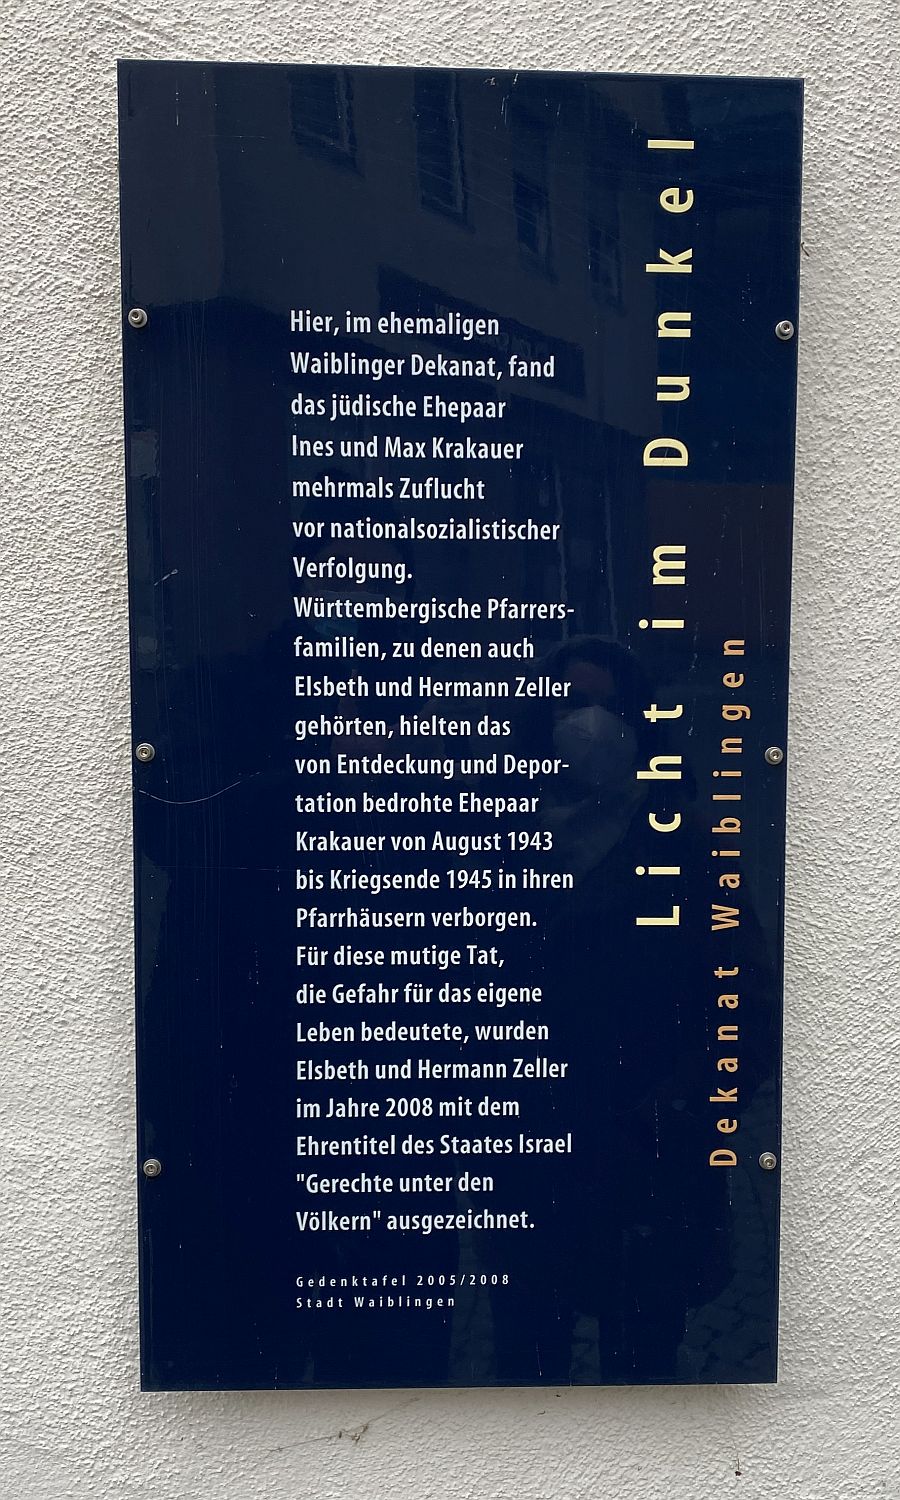 Licht im Dunkel
Dekanat Waiblingen
Hier, im ehemaligen
Waiblinger Dekanat, fand
das jüdische Ehepaar
Ines und Max Krakauer
mehrmals Zuflucht
vor nationalsozialistischer
Verfolgung.
Württembergische Pfarrers-
familien, zu denen auch
Elsbeth und Hermann Zeller
gehörten, hielten das
von Entdeckung und Depor-
tation bedrohte Ehepaar
Krakauer von August 1943
bis Kriegsende 1945 in ihren
Pfarrhäusern verborgen.
Für diese mutige Tat,
die Gefahr für das eigene
Leben bedeutete, wurden
Elsbeth und Hermann Zeller
im Jahre 2008 mit dem
Ehrentitel des Staates Israel
"Gerechte unter den
Völkern" ausgezeichnet.
Gedenktafel 2005/2008
Stadt Waiblingen